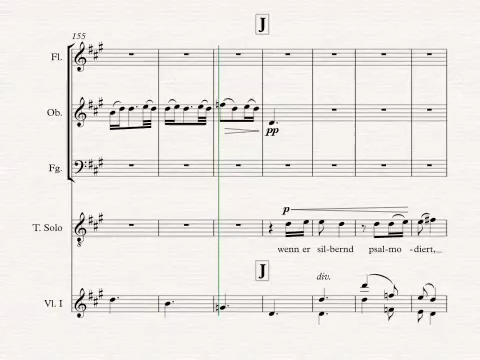 J
155
Fl.
Ob.
pp
Fg.
p
T. Solo
wenn er sil-bernd psal-mo -diert,
J
div.
Vl. I